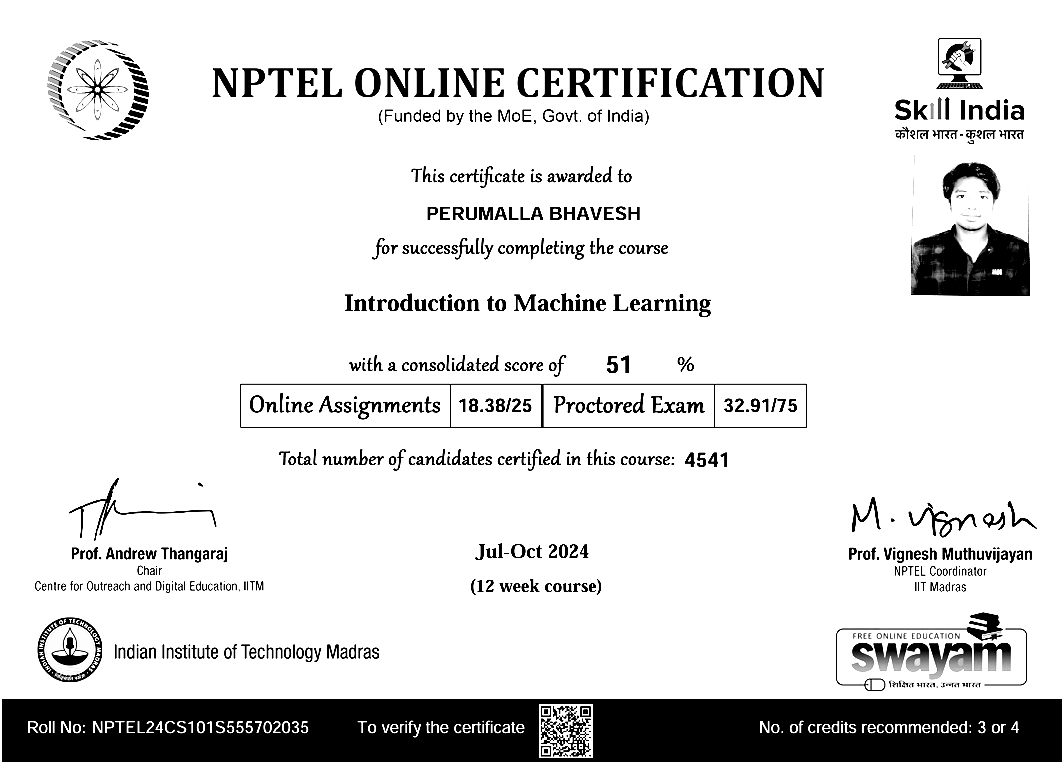 NPTEL ONLINE CERTIFICATION
(Funded by the MoE, Govt. of India)
Skill India
कौशल भारत - कुशल भारत
This certificate is awarded to
PERUMALLA BHAVESH
for successfully completing the course
Introduction to Machine Learning
with a consolidated score of 51 %
Online Assignments 18.38/25 Proctored Exam 32.91/75
Total number of candidates certified in this course: 4541
M. Vignesh
Prof. Andrew Thangaraj
Chair
Centre for Outreach and Digital Education, IITM
Jul-Oct 2024
(12 week course)
Prof. Vignesh Muthuvijayan
NPTEL Coordinator
IIT Madras
INDIAN INSTITUTE OF TECHNOLOGY MADRAS
Indian Institute of Technology Madras
FREE ONLINE EDUCATION
swayam
शिक्षित भारत, उन्नत भारत
Roll No: NPTEL24CS101S555702035 To verify the certificate No. of credits recommended: 3 or 4